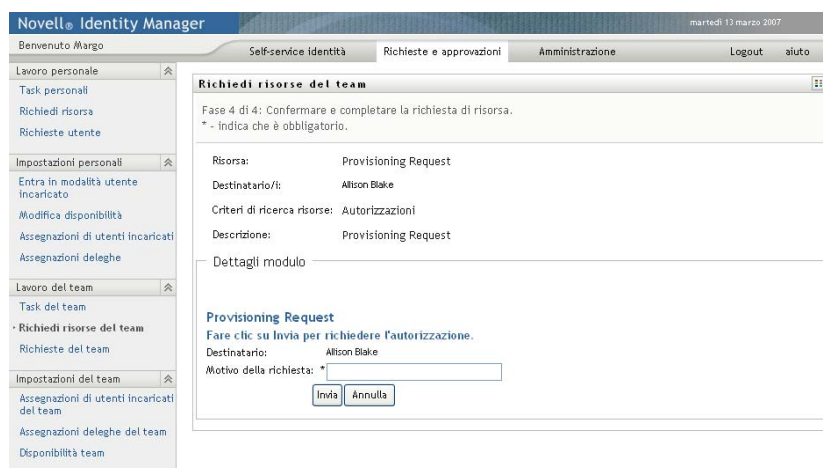 Novell® Identity Manager
martedì 13 marzo 2007
Benvenuto Margo
Self-service identità
Richieste e approvazioni
Amministrazione
Logout
aiuto
Lavoro personale
Task personali
Richiedi risorsa
Richieste utente
Impostazioni personali
Entra in modalità utente
incaricato
Modifica disponibilità
Assegnazioni di utenti incaricati
Assegnazioni deleghe
Lavoro del team
Task del team
Richiedi risorse del team
Richieste del team
Impostazioni del team
Assegnazioni di utenti incaricati
del team
Assegnazioni deleghe del team
Disponibilità team
Richiedi risorse del team
Fase 4 di 4: Confermare e completare la richiesta di risorsa.
* - indica che è obbligatorio.
Risorsa: Provisioning Request
Destinatario/i: Allison Blake
Criteri di ricerca risorse: Autorizzazioni
Descrizione: Provisioning Request
Dettagli modulo
Provisioning Request
Fare clic su Invia per richiedere l'autorizzazione.
Destinatario: Allison Blake
Motivo della richiesta: *
Invia Annulla